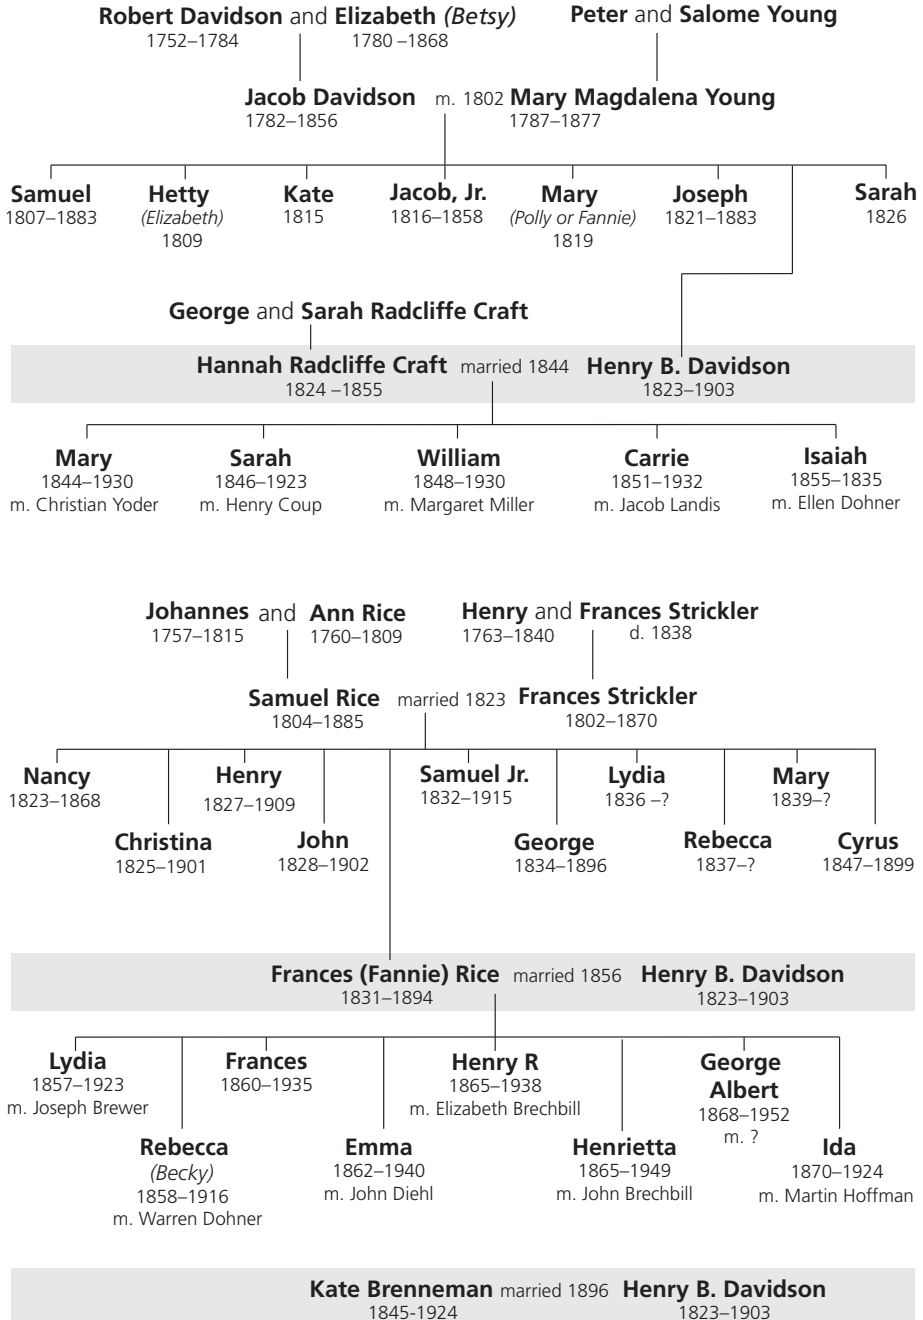 Robert Davidson and Elizabeth (Betsy) Peter and Salome Young
1752–1784 1780 –1868
Jacob Davidson m. 1802 Mary Magdalena Young
1782–1856 1787–1877
Samuel Hetty Kate Jacob, Jr. Mary Joseph Sarah
1807–1883 (Elizabeth) 1815 1816–1858 (Polly or Fannie) 1821–1883 1826
1809 1819
George and Sarah Radcliffe Craft
Hannah Radcliffe Craft married 1844 Henry B. Davidson
1824 –1855 1823–1903
Mary Sarah William Carrie Isaiah
1844–1930 1846–1923 1848–1930 1851–1932 1855–1835
m. Christian Yoder m. Henry Coup m. Margaret Miller m. Jacob Landis m. Ellen Dohner
Johannes and Ann Rice Henry and Frances Strickler
1757–1815 1760–1809 1763–1840 d. 1838
Samuel Rice married 1823 Frances Strickler
1804–1885 1802–1870
Nancy Henry Samuel Jr. Lydia Mary
1823–1868 1827–1909 1832–1915 1836 –? 1839–?
Christina John George Rebecca Cyrus
1825–1901 1828–1902 1834–1896 1837–? 1847–1899
Frances (Fannie) Rice married 1856 Henry B. Davidson
1831–1894 1823–1903
Lydia Frances Henry R George
1857–1923 1860–1935 1865–1938 Albert
m. Joseph Brewer m. Elizabeth Brechbill 1868–1952
m. ?
Rebecca Emma Henrietta Ida
(Becky) 1862–1940 1865–1949 1870–1924
1858–1916 m. John Diehl m. John Brechbill m. Martin Hoffman
m. Warren Dohner
Kate Brenneman married 1896 Henry B. Davidson
1845-1924 1823–1903